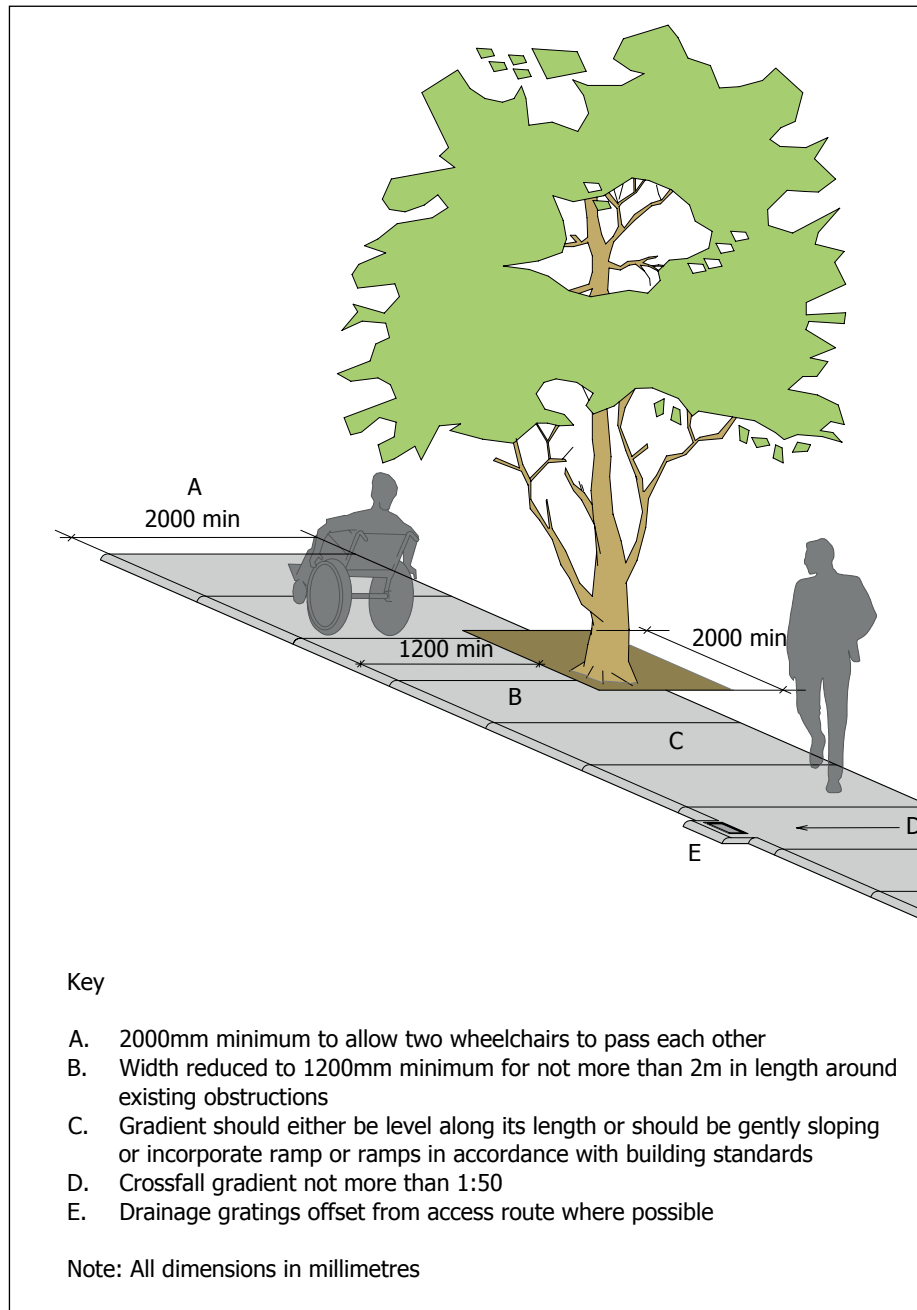 A
2000 min
1200 min
2000 min
B
C
D
E
Key
A. 2000mm minimum to allow two wheelchairs to pass each other
B. Width reduced to 1200mm minimum for not more than 2m in length around
existing obstructions
C. Gradient should either be level along its length or should be gently sloping
or incorporate ramp or ramps in accordance with building standards
D. Crossfall gradient not more than 1:50
E. Drainage gratings offset from access route where possible
Note: All dimensions in millimetres